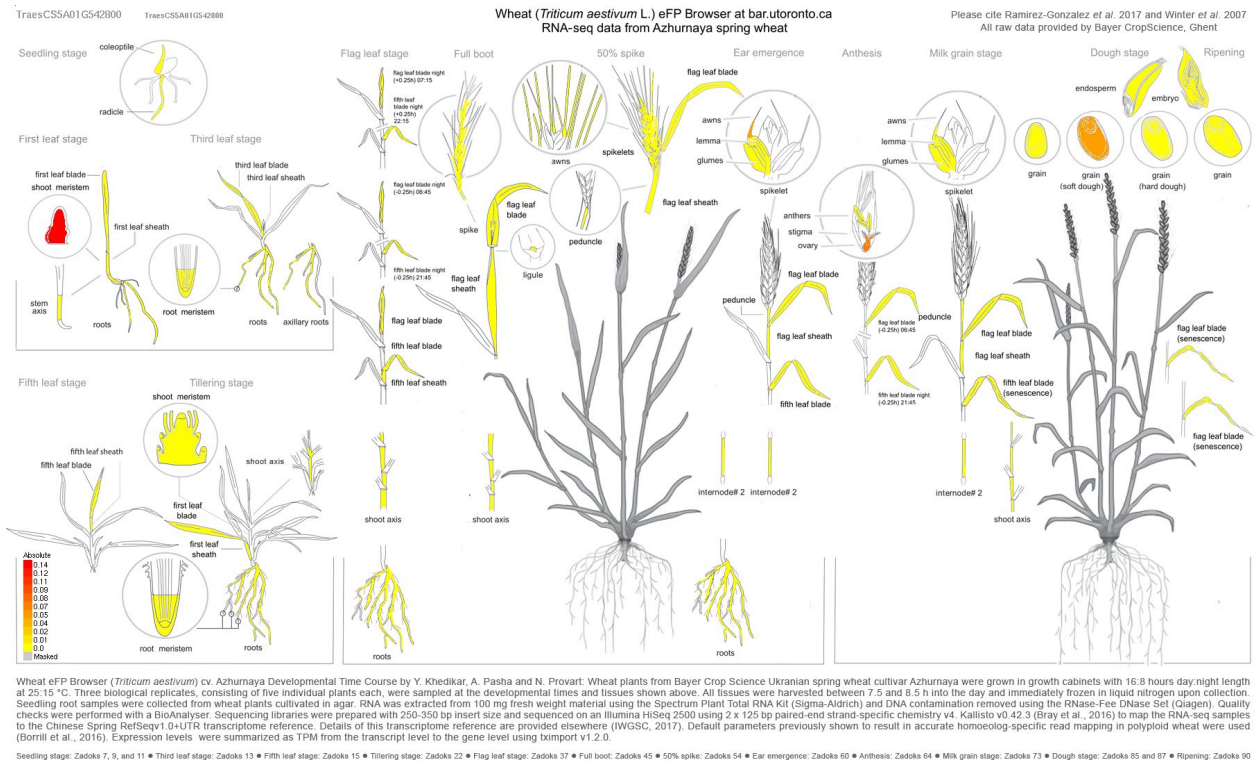 TraesCS5A01G542800
TraesCS5A01G542800
Wheat (Triticum aestivum L.) eFP Browser at bar.utoronto.ca
RNA-seq data from Azhurnaya spring wheat
Please cite Ramirez-Gonzalez et al. 2017 and Winter et al. 2007
All raw data provided by Bayer CropScience, Ghent
Seedling stage
coleoptile
radicle
Flag leaf stage
Full boot
50% spike
Ear emergence
Anthesis
Milk grain stage
Dough stage
Ripening
First leaf stage
first leaf blade
shoot meristem
first leaf sheath
stem
axis
roots
Third leaf stage
third leaf blade
third leaf sheath
root meristem
roots
axillary roots
flag leaf blade night
(+0.25h) 07:15
fifth leaf
blade night
(+0.25h)
22:15
flag leaf blade night
(-0.25h) 06:45
fifth leaf blade night
(-0.25h) 21:45
flag leaf blade
fifth leaf blade
fifth leaf sheath
shoot axis
roots
spike
flag leaf
blade
ligule
flag leaf
sheath
shoot axis
awns
spikelets
flag leaf blade
peduncle
flag leaf sheath
awns
lemma
glumes
spikelet
flag leaf blade
peduncle
flag leaf sheath
fifth leaf blade
internode# 2
internode# 2
roots
anthers
stigma
ovary
flag leaf blade
(-0.25h) 06:45
fifth leaf blade night
(-0.25h) 21:45
awns
lemma
glumes
spikelet
peduncle
flag leaf blade
flag leaf sheath
fifth leaf blade
(senescence)
internode# 2
shoot axis
endosperm
embryo
grain
grain
(soft dough)
grain
(hard dough)
grain
flag leaf blade
(senescence)
flag leaf blade
(senescence)
Fifth leaf stage
fifth leaf sheath
fifth leaf blade
Tillering stage
shoot meristem
shoot axis
first leaf
blade
first leaf
sheath
root meristem
roots
Absolute
0.14
0.12
0.11
0.09
0.08
0.07
0.05
0.04
0.02
0.01
0.0
Masked
Wheat eFP Browser (Triticum aestivum) cv. Azhurnaya Developmental Time Course by Y. Khedikar, A. Pasha and N. Provart: Wheat plants from Bayer Crop Science Ukranian spring wheat cultivar Azhurnaya were grown in growth cabinets with 16:8 hours day:night length
at 25:15 °C. Three biological replicates, consisting of five individual plants each, were sampled at the developmental times and tissues shown above. All tissues were harvested between 7.5 and 8.5 h into the day and immediately frozen in liquid nitrogen upon collection.
Seedling root samples were collected from wheat plants cultivated in agar. RNA was extracted from 100 mg fresh weight material using the Spectrum Plant Total RNA Kit (Sigma-Aldrich) and DNA contamination removed using the RNase-Fee DNase Set (Qiagen). Quality
checks were performed with a BioAnalyser. Sequencing libraries were prepared with 250-350 bp insert size and sequenced on an Illumina HiSeq 2500 using 2 x 125 bp paired-end strand-specific chemistry v4. Kallisto v0.42.3 (Bray et al., 2016) to map the RNA-seq samples
to the Chinese Spring RefSeqv1.0+UTR transcriptome reference. Details of this transcriptome reference are provided elsewhere (IWGSC, 2017). Default parameters previously shown to result in accurate homoeolog-specific read mapping in polyploid wheat were used
(Borrill et al., 2016). Expression levels were summarized as TPM from the transcript level to the gene level using tximport v1.2.0.
Seedling stage: Zadoks 7, 9, and 11 ● Third leaf stage: Zadoks 13 ● Fifth leaf stage: Zadoks 15 ● Tillering stage: Zadoks 22 ● Flag leaf stage: Zadoks 37 ● Full boot: Zadoks 45 ● 50% spike: Zadoks 54 ● Ear emergence: Zadoks 60 ● Anthesis: Zadoks 64 ● Milk grain stage: Zadoks 73 ● Dough stage: Zadoks 85 and 87 ● Ripening: Zadoks 90